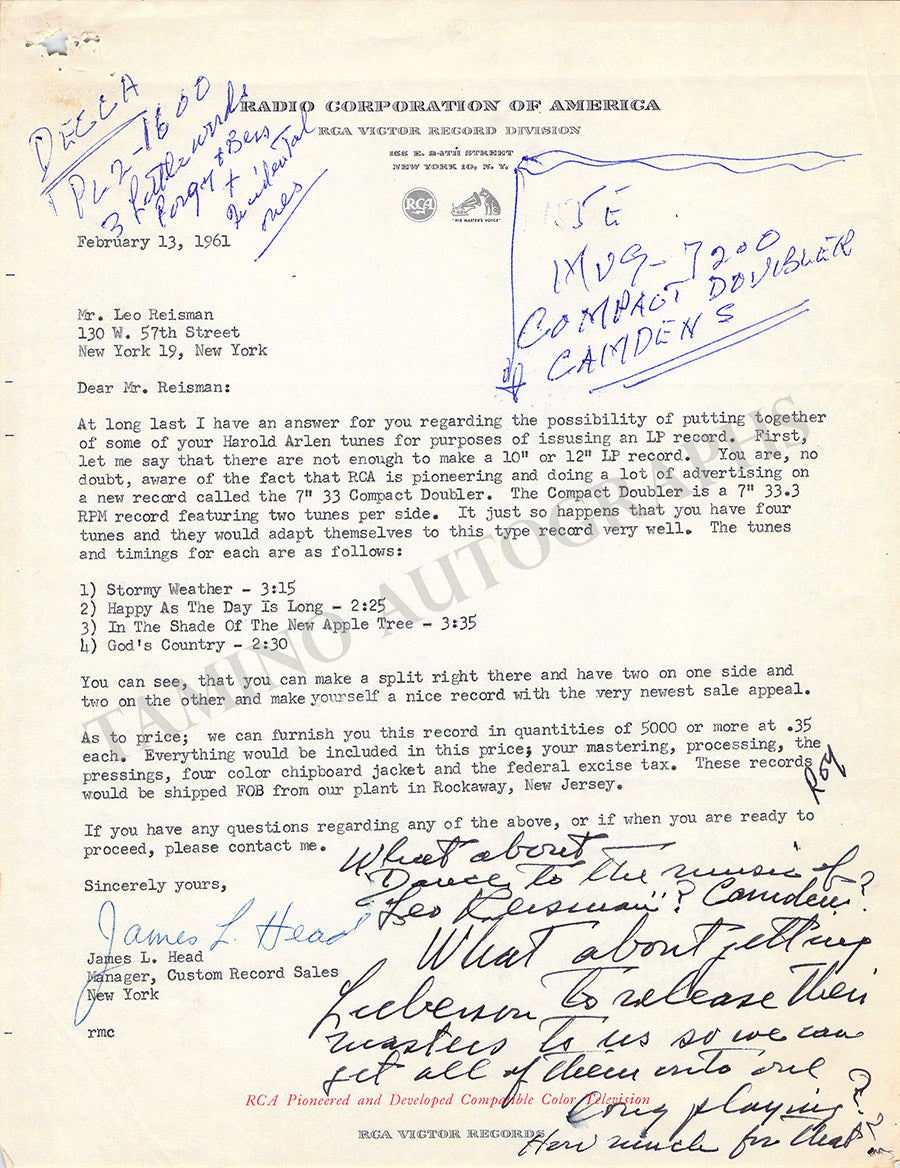 RADIO CORPORATION OF AMERICA
RCA VICTOR RECORD DIVISION
155 E. 24TH STREET
NEW YORK 10, N. Y.
RCA
"HIS MASTER'S VOICE"
DECCA
PL 2-1600
3 Little works
Porgy + Bess
+
Incidental
ones
MU9-7200
COMPACT DOUBLER
CAMDENS
February 13, 1961
Mr. Leo Reisman
130 W. 57th Street
New York 19, New York
Dear Mr. Reisman:
At long last I have an answer for you regarding the possibility of putting together
of some of your Harold Arlen tunes for purposes of issusing an LP record. First,
let me say that there are not enough to make a 10" or 12" LP record. You are, no
doubt, aware of the fact that RCA is pioneering and doing a lot of advertising on
a new record called the 7" 33 Compact Doubler. The Compact Doubler is a 7" 33.3
RPM record featuring two tunes per side. It just so happens that you have four
tunes and they would adapt themselves to this type record very well. The tunes
and timings for each are as follows:
1) Stormy Weather - 3:15
2) Happy As The Day Is Long - 2:25
3) In The Shade Of The New Apple Tree - 3:35
4) God's Country - 2:30
You can see, that you can make a split right there and have two on one side and
two on the other and make yourself a nice record with the very newest sale appeal.
As to price; we can furnish you this record in quantities of 5000 or more at .35
each. Everything would be included in this price; your mastering, processing, the
pressings, four color chipboard jacket and the federal excise tax. These records
would be shipped FOB from our plant in Rockaway, New Jersey.
Roy
If you have any questions regarding any of the above, or if when you are ready to
proceed, please contact me.
Sincerely yours,
James L. Head
James L. Head
Manager, Custom Record Sales
New York
rmc
What about
Dance to the music of
Leo Reisman"? Camden?
What about getting
Lieberson to release their
masters to us so we can
get all of them onto one
long playing?
How much for that?
RCA Pioneered and Developed Compatible Color Television
RCA VICTOR RECORDS
TAMINO AUTOGRAPHS